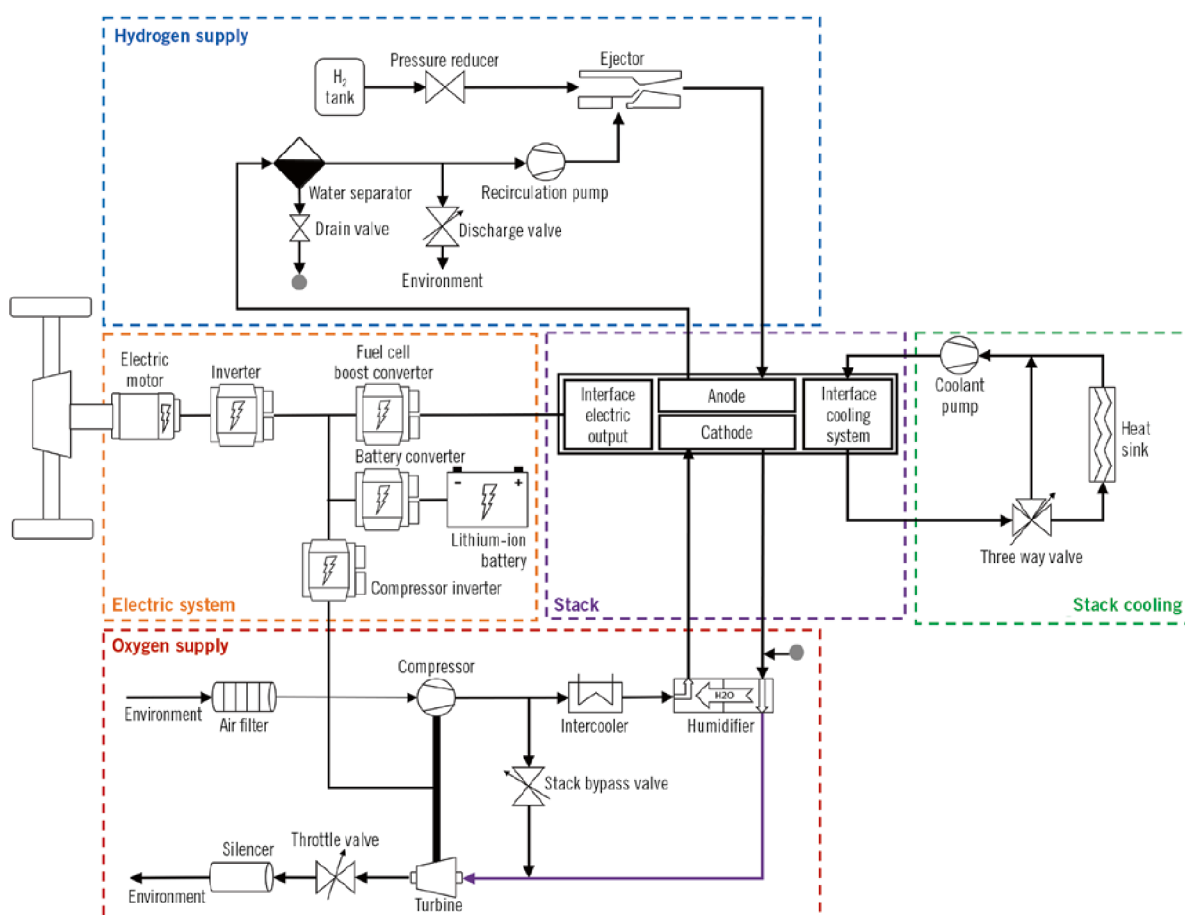 Hydrogen supply
Pressure reducer
Ejector
H2
tank
Water separator
Recirculation pump
Drain valve
Discharge valve
Environment
Electric
motor
Inverter
Fuel cell
boost converter
Battery converter
- +
Lithium-ion
battery
Compressor inverter
Electric system
Interface
electric
output
Anode
Cathode
Interface
cooling
system
Stack
Coolant
pump
Heat
sink
Three way valve
Stack cooling
Oxygen supply
Compressor
Environment
Air filter
Intercooler
H2O
Humidifier
Stack bypass valve
Throttle valve
Silencer
Environment
Turbine